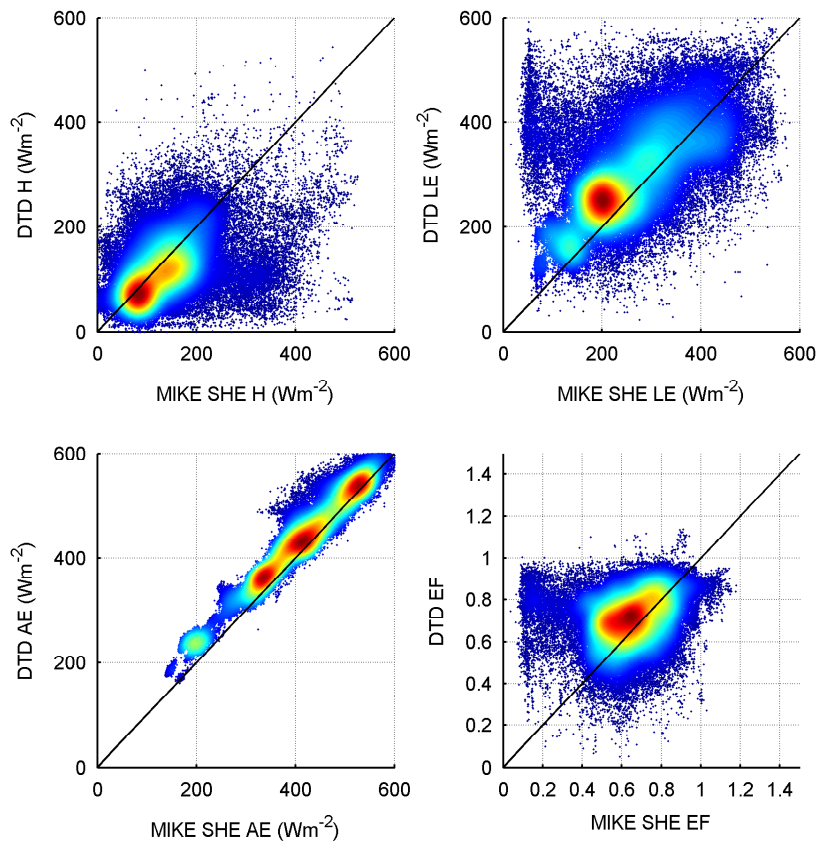 600
400
200
0
DTD H (Wm-2)
0 200 400 600
MIKE SHE H (Wm-2)
600
400
200
0
DTD LE (Wm-2)
0 200 400 600
MIKE SHE LE (Wm-2)
600
400
200
0
DTD AE (Wm-2)
0 200 400 600
MIKE SHE AE (Wm-2)
1.4
1.2
1
0.8
0.6
0.4
0.2
0
DTD EF
0 0.2 0.4 0.6 0.8 1 1.2 1.4
MIKE SHE EF